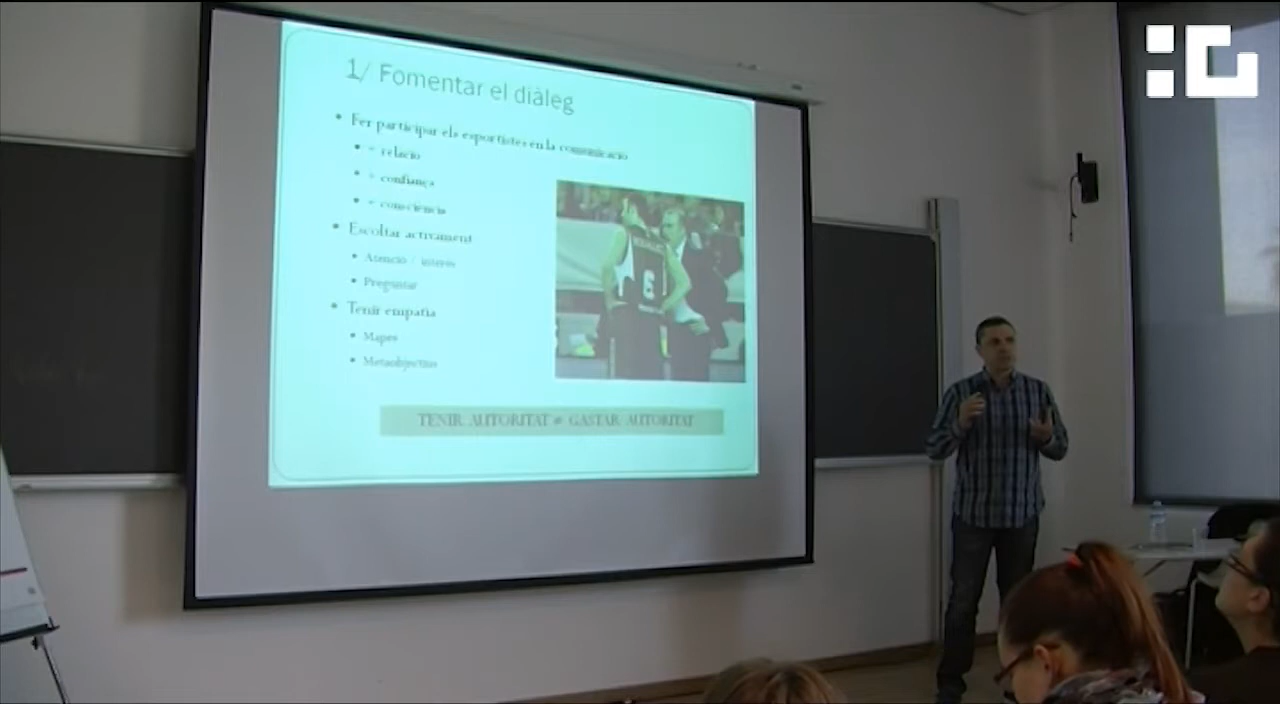 1/ Fomentar el diàleg
• Fer participar els esportistes en la comunicació
• + relació
• + confiança
• + consciència
• Escoltar activament
• Atenció / interès
• Preguntar
• Tenir empatia
• Mapes
• Metaobjectius
6
TENIR AUTORITAT ≠ GASTAR AUTORITAT